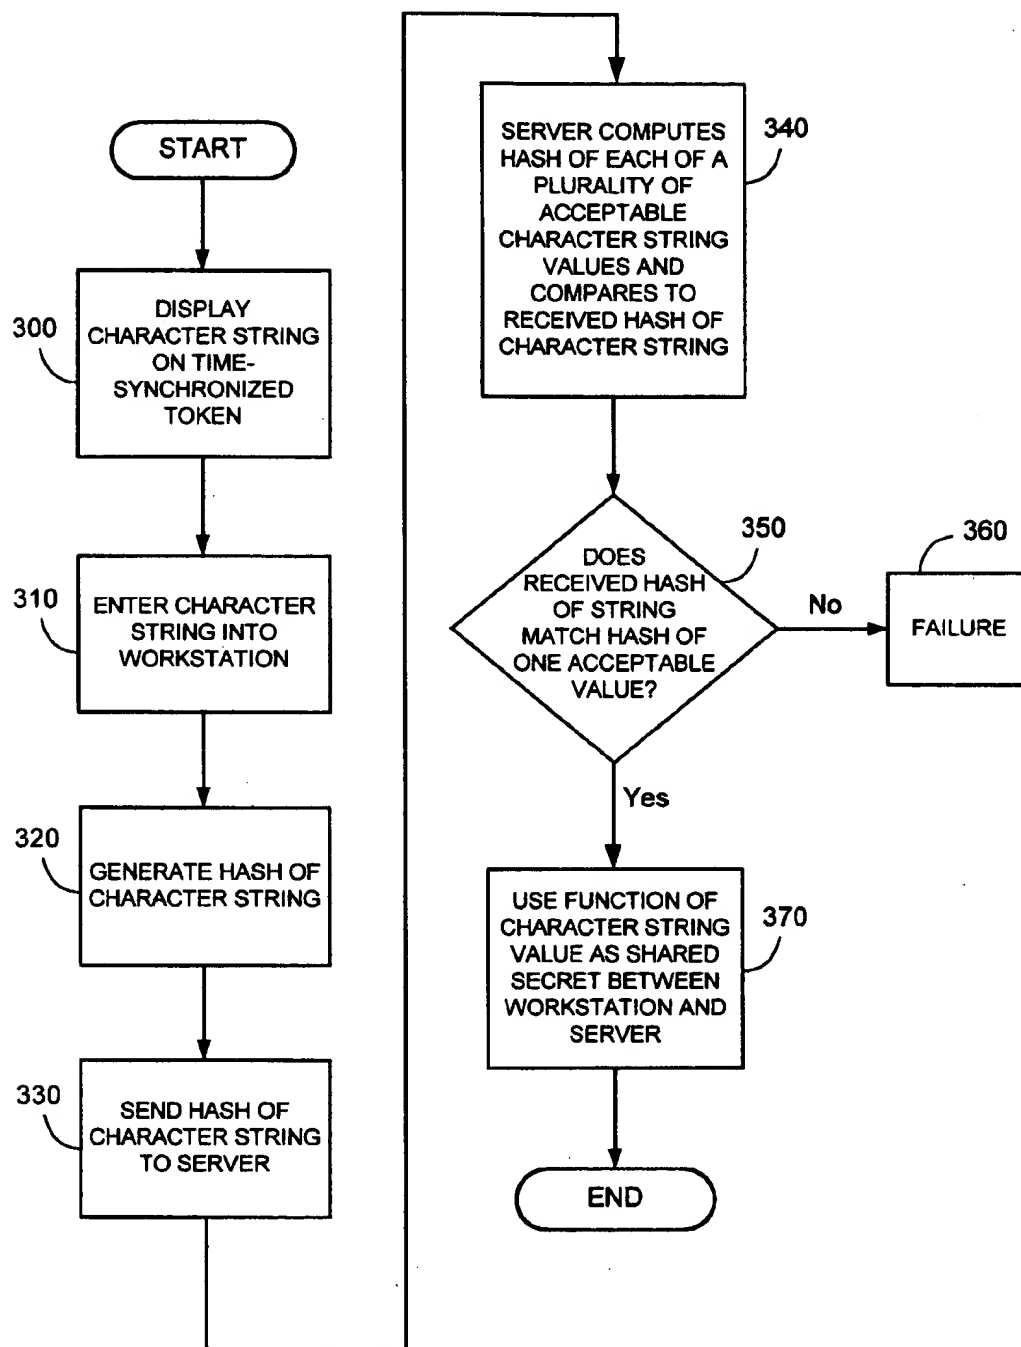 START
300
DISPLAY
CHARACTER STRING
ON TIME-
SYNCHRONIZED
TOKEN
310
ENTER CHARACTER
STRING INTO
WORKSTATION
320
GENERATE HASH OF
CHARACTER STRING
330
SEND HASH OF
CHARACTER STRING
TO SERVER
340
SERVER COMPUTES
HASH OF EACH OF A
PLURALITY OF
ACCEPTABLE
CHARACTER STRING
VALUES AND
COMPARES TO
RECEIVED HASH OF
CHARACTER STRING
350
DOES
RECEIVED HASH
OF STRING
MATCH HASH OF
ONE ACCEPTABLE
VALUE?
No
360
FAILURE
Yes
370
USE FUNCTION OF
CHARACTER STRING
VALUE AS SHARED
SECRET BETWEEN
WORKSTATION AND
SERVER
END